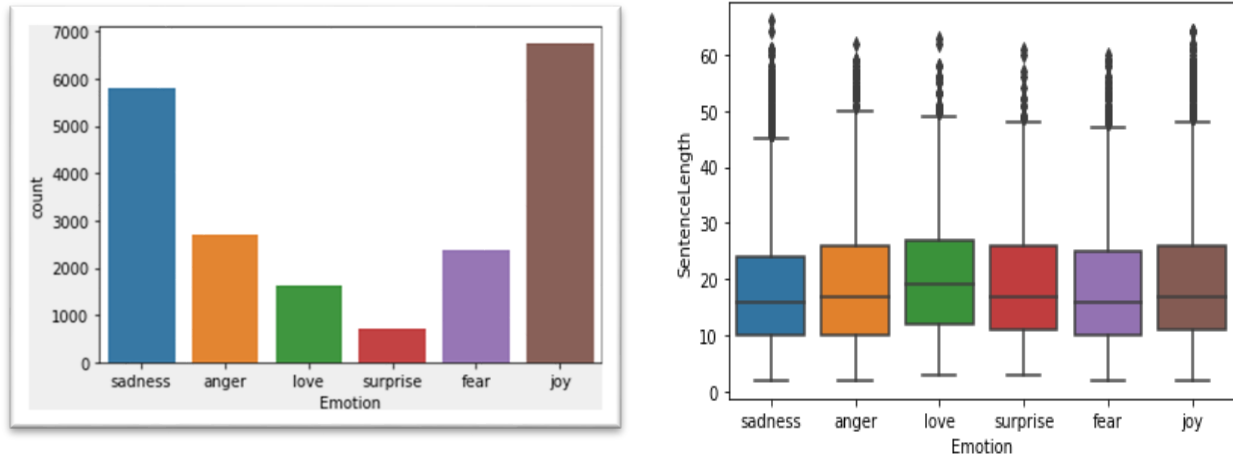 7000
6000
5000
4000
3000
2000
1000
0
count
sadness anger love surprise fear joy
Emotion
60
50
40
30
20
10
0
SentenceLength
sadness anger love surprise fear joy
Emotion